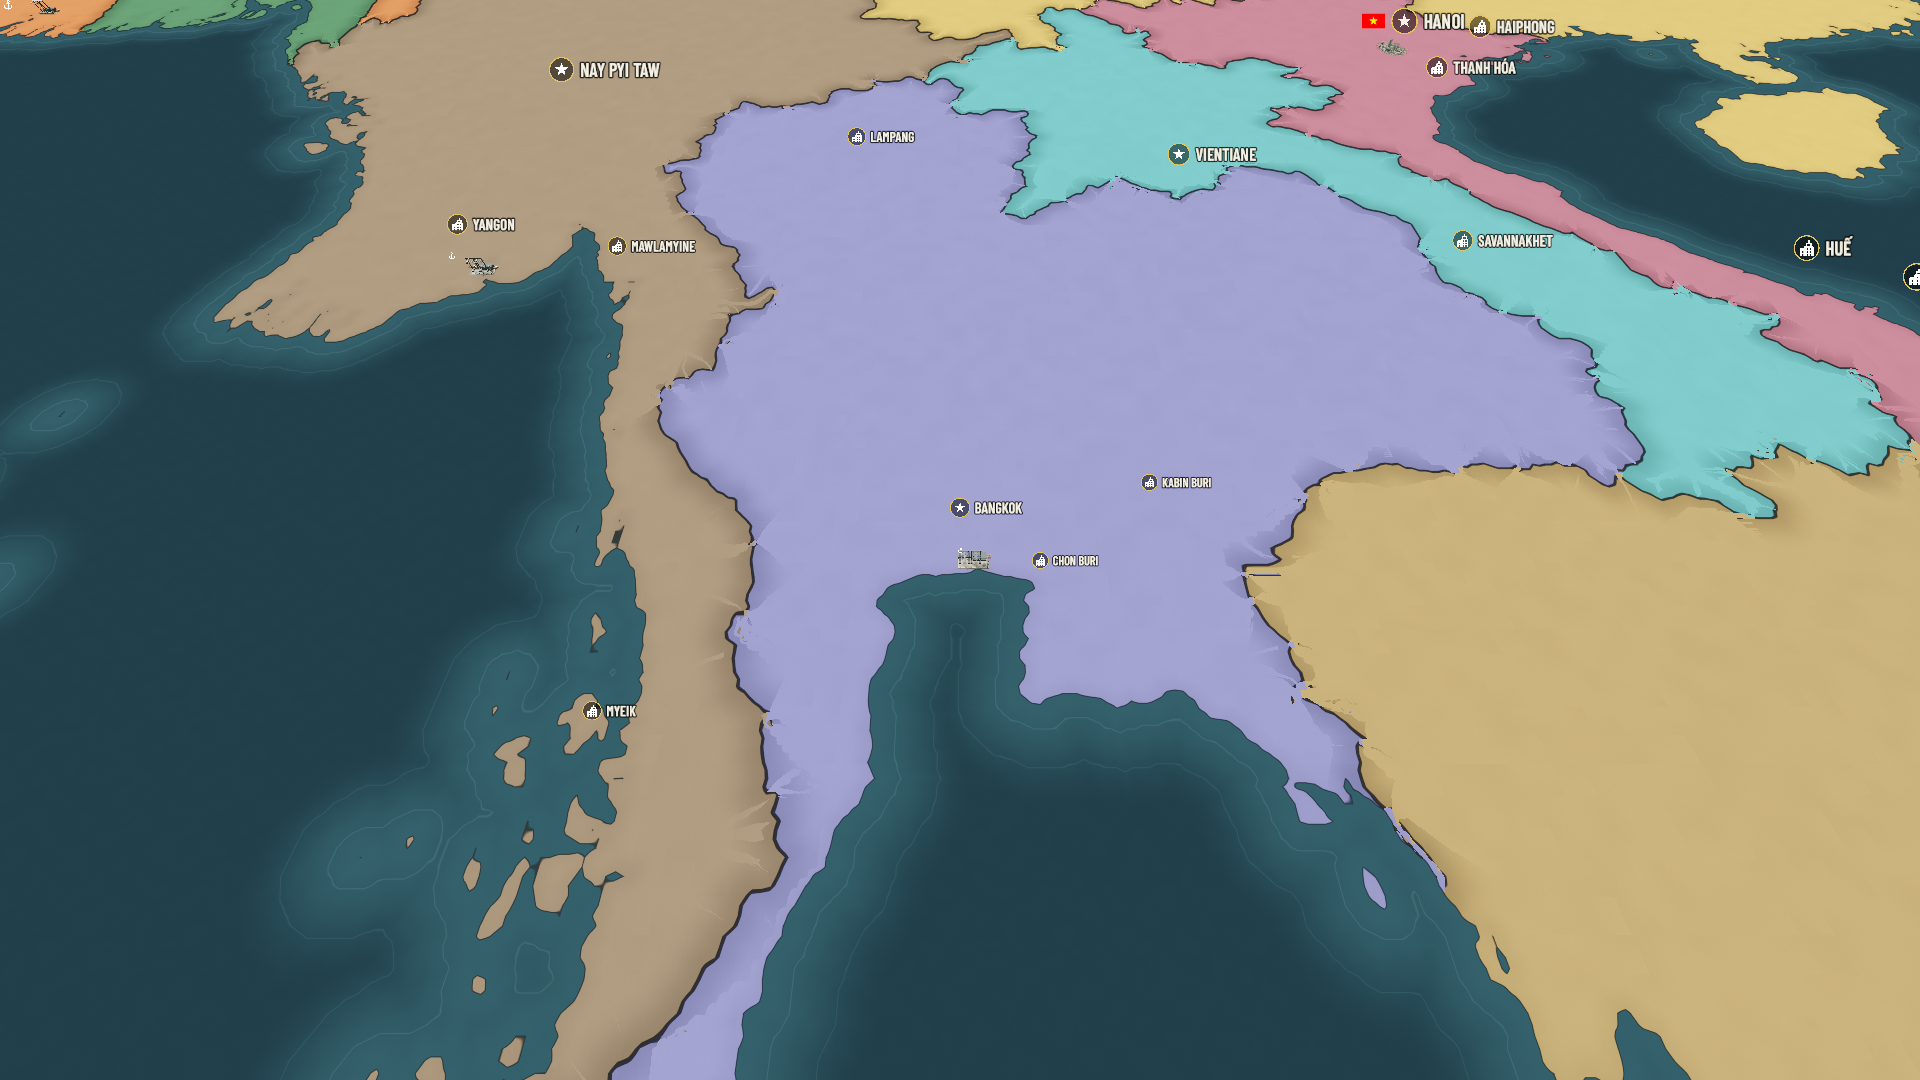 HANOI
HAIPHONG
NAY PYI TAW
THANH HÓA
LAMPANG
VIENTIANE
YANGON
MAWLAMYINE
SAVANNAKHET
HUẾ
KABIN BURI
BANGKOK
CHON BURI
MYEIK